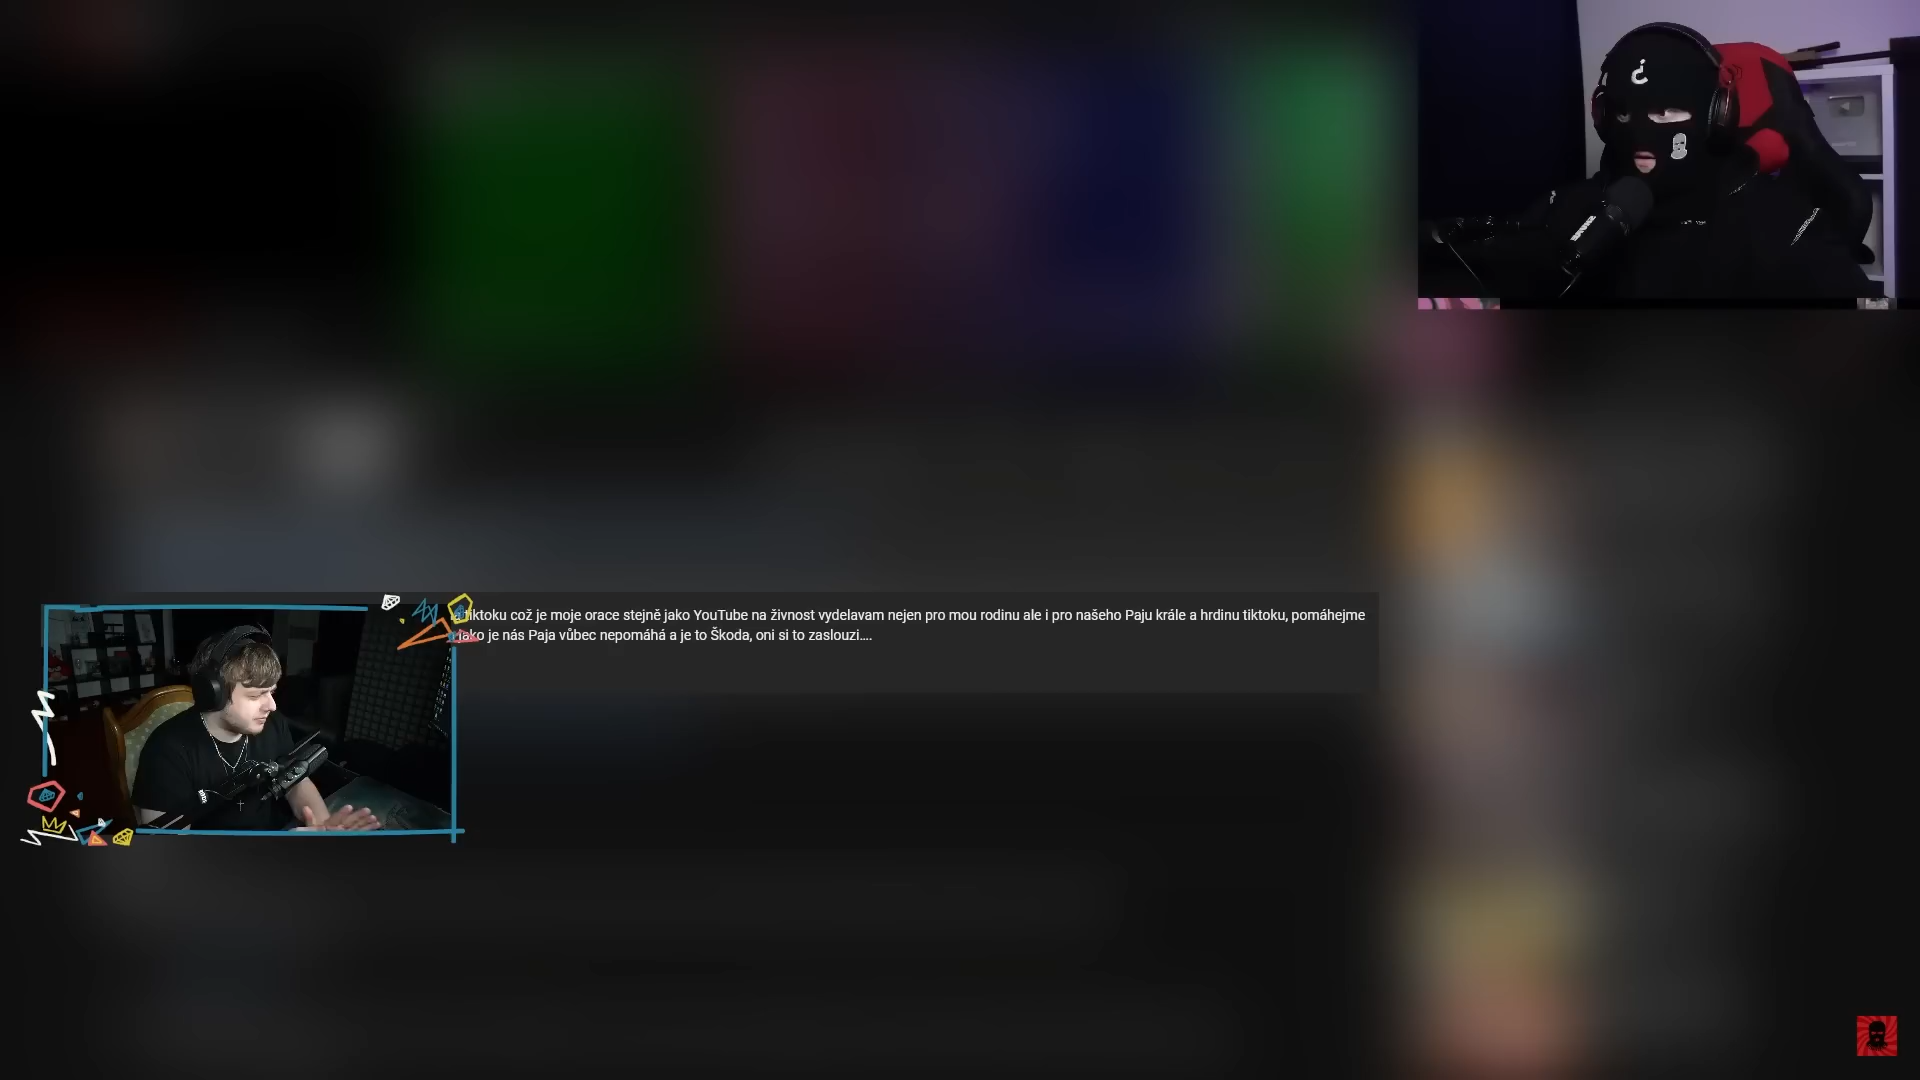 tiktoku což je moje orace stejně jako YouTube na živnost vydelavam nejen pro mou rodinu ale i pro našeho Paju krále a hrdinu tiktoku, pomáhejme
jako je nás Paja vůbec nepomáhá a je to Škoda, oni si to zaslouzi....